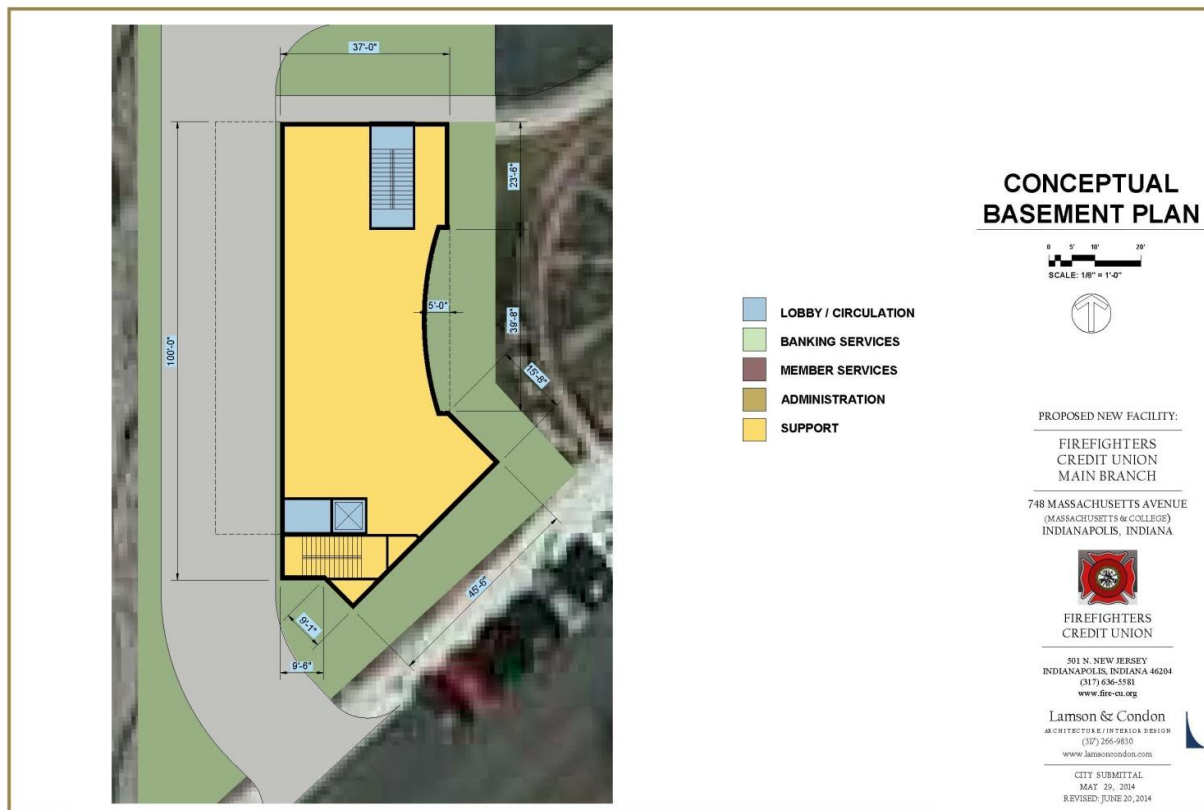 37'-0"
23'-6"
100'-0"
5'-0"
39'-8"
15'-8"
45'-6"
9'-1"
9'-6"
LOBBY / CIRCULATION
BANKING SERVICES
MEMBER SERVICES
ADMINISTRATION
SUPPORT
CONCEPTUAL
BASEMENT PLAN
0 5' 10' 20'
SCALE: 1/8" = 1'-0"
PROPOSED NEW FACILITY:
FIREFIGHTERS
CREDIT UNION
MAIN BRANCH
748 MASSACHUSETTS AVENUE
(MASSACHUSETTS & COLLEGE)
INDIANAPOLIS, INDIANA
FIREFIGHTERS
CREDIT UNION
501 N. NEW JERSEY
INDIANAPOLIS, INDIANA 46204
(317) 636-5581
www.fire-cu.org
Lamson & Condon
ARCHITECTURE / INTERIOR DESIGN
(317) 266-9830
www.lamsoncondon.com
CITY SUBMITTAL
MAY 29, 2014
REVISED: JUNE 20, 2014